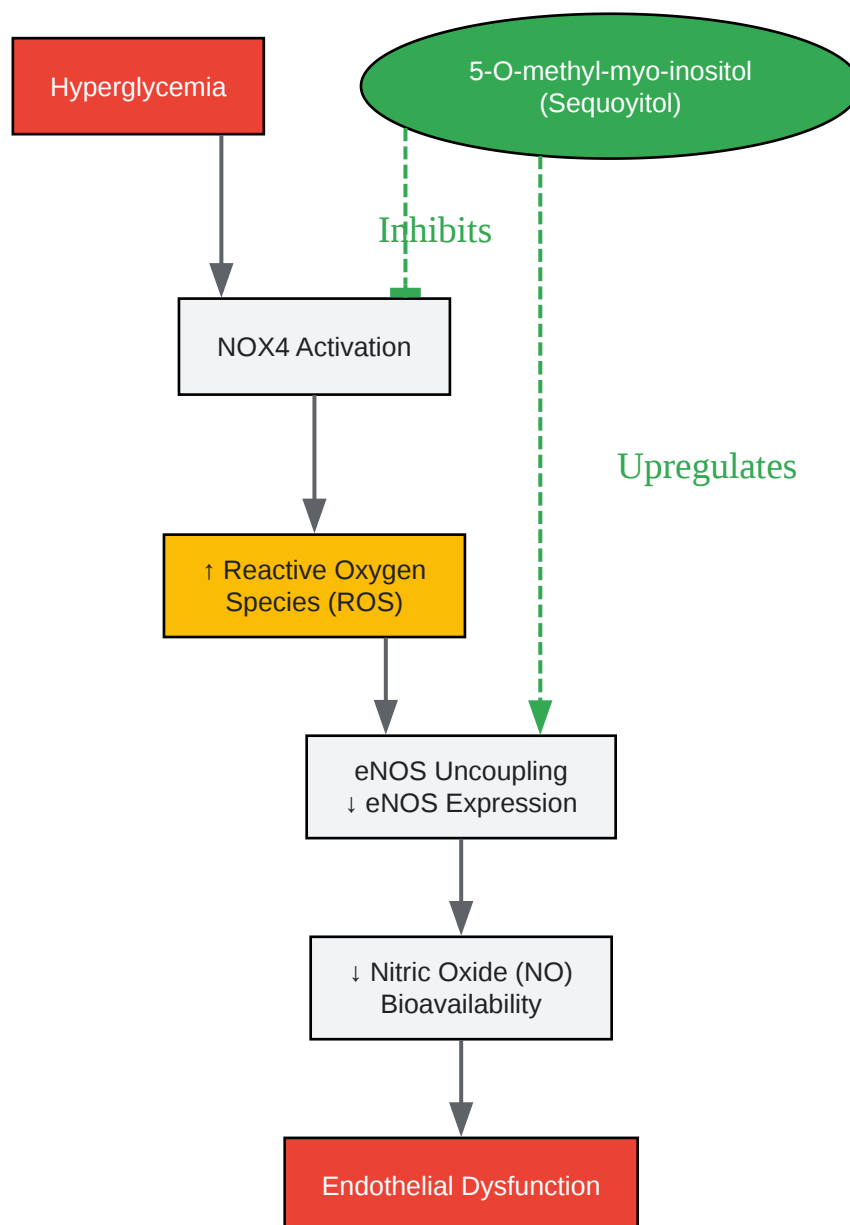 Hyperglycemia
5-O-methyl-myo-inositol
(Sequoyitol)
Inhibits
NOX4 Activation
Upregulates
↑ Reactive Oxygen
Species (ROS)
eNOS Uncoupling
↓ eNOS Expression
↓ Nitric Oxide (NO)
Bioavailability
Endothelial Dysfunction